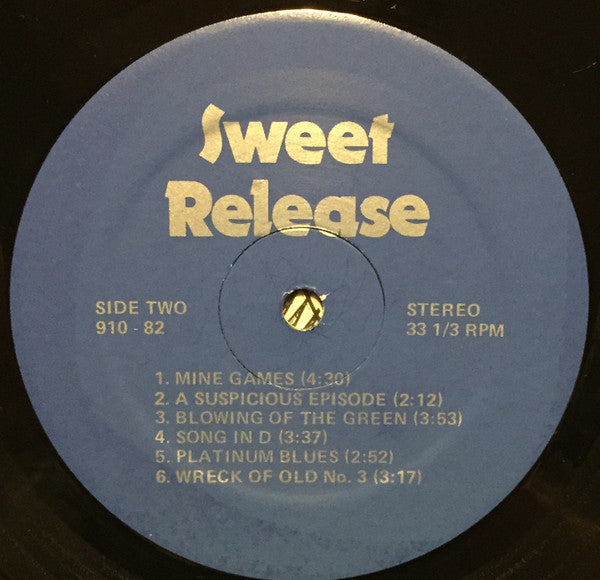 Sweet
Release
SIDE TWO
910 - 82
STEREO
33 1/3 RPM
1. MINE GAMES (4:30)
2. A SUSPICIOUS EPISODE (2:12)
3. BLOWING OF THE GREEN (3:53)
4. SONG IN D (3:37)
5. PLATINUM BLUES (2:52)
6. WRECK OF OLD No. 3 (3:17)